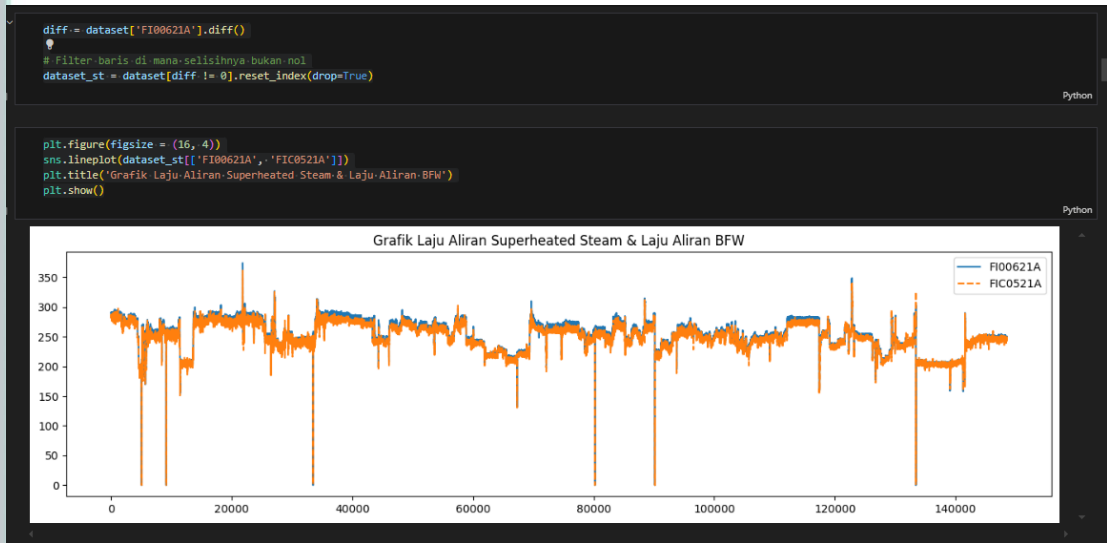 diff = dataset['FI00621A'].diff()
# Filter baris di mana selisihnya bukan nol
dataset_st = dataset[diff != 0].reset_index(drop=True)
Python
plt.figure(figsize = (16, 4))
sns.lineplot(dataset_st[['FI00621A', 'FIC0521A']])
plt.title('Grafik Laju Aliran Superheated Steam & Laju Aliran BFW')
plt.show()
Python
Grafik Laju Aliran Superheated Steam & Laju Aliran BFW
FI00621A
FIC0521A
350
300
250
200
150
100
50
0
0 20000 40000 60000 80000 100000 120000 140000